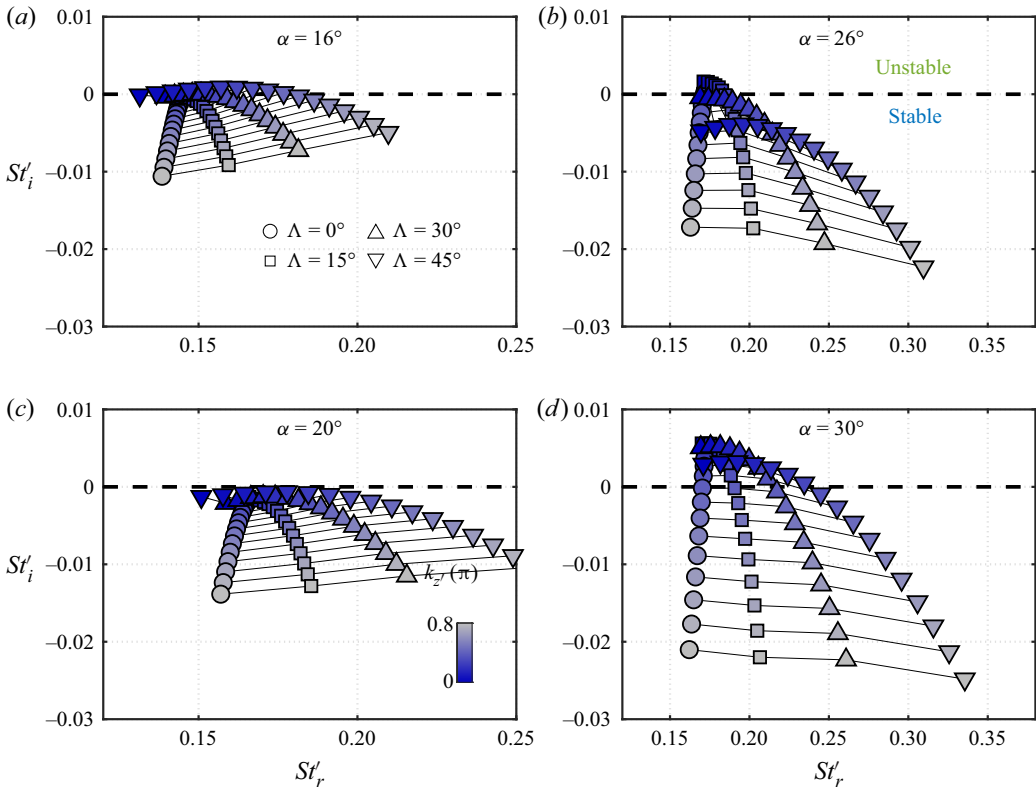 (a)
α = 16°
0.01
0
−0.01
−0.02
−0.03
St′i
Λ = 0°
Λ = 30°
Λ = 15°
Λ = 45°
0.15
0.20
0.25
(b)
α = 26°
Unstable
Stable
0.01
0
−0.01
−0.02
−0.03
0.15
0.20
0.25
0.30
0.35
(c)
α = 20°
0.01
0
−0.01
−0.02
−0.03
St′i
kz′ (π)
0.8
0
0.15
0.20
0.25
St′r
(d)
α = 30°
0.01
0
−0.01
−0.02
−0.03
0.15
0.20
0.25
0.30
0.35
St′r